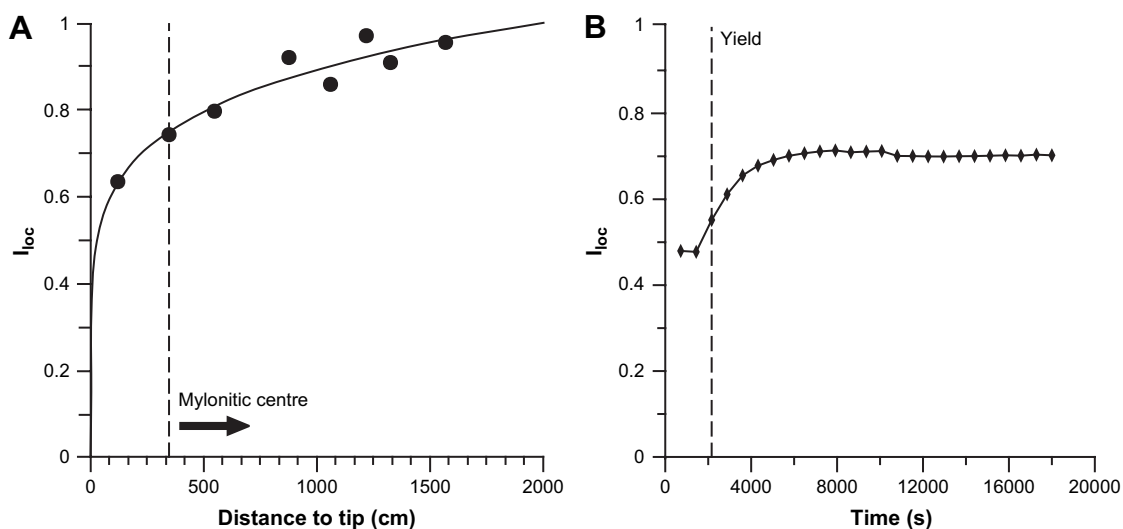 A
1
0.8
0.6
0.4
0.2
0
I_loc
Mylonitic centre
0 500 1000 1500 2000
Distance to tip (cm)
B
1
0.8
0.6
0.4
0.2
0
I_loc
Yield
0 4000 8000 12000 16000 20000
Time (s)